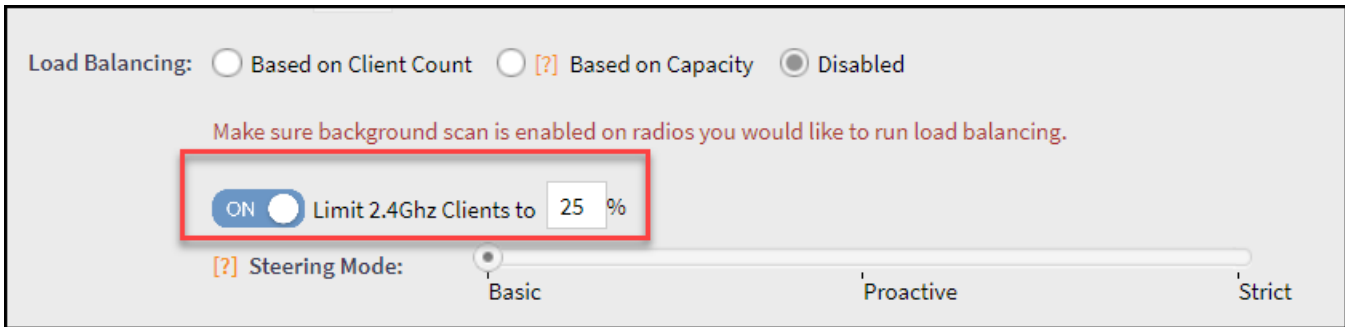 Load Balancing: Based on Client Count [?] Based on Capacity Disabled
Make sure background scan is enabled on radios you would like to run load balancing.
ON Limit 2.4Ghz Clients to 25 %
[?] Steering Mode:
Basic Proactive Strict